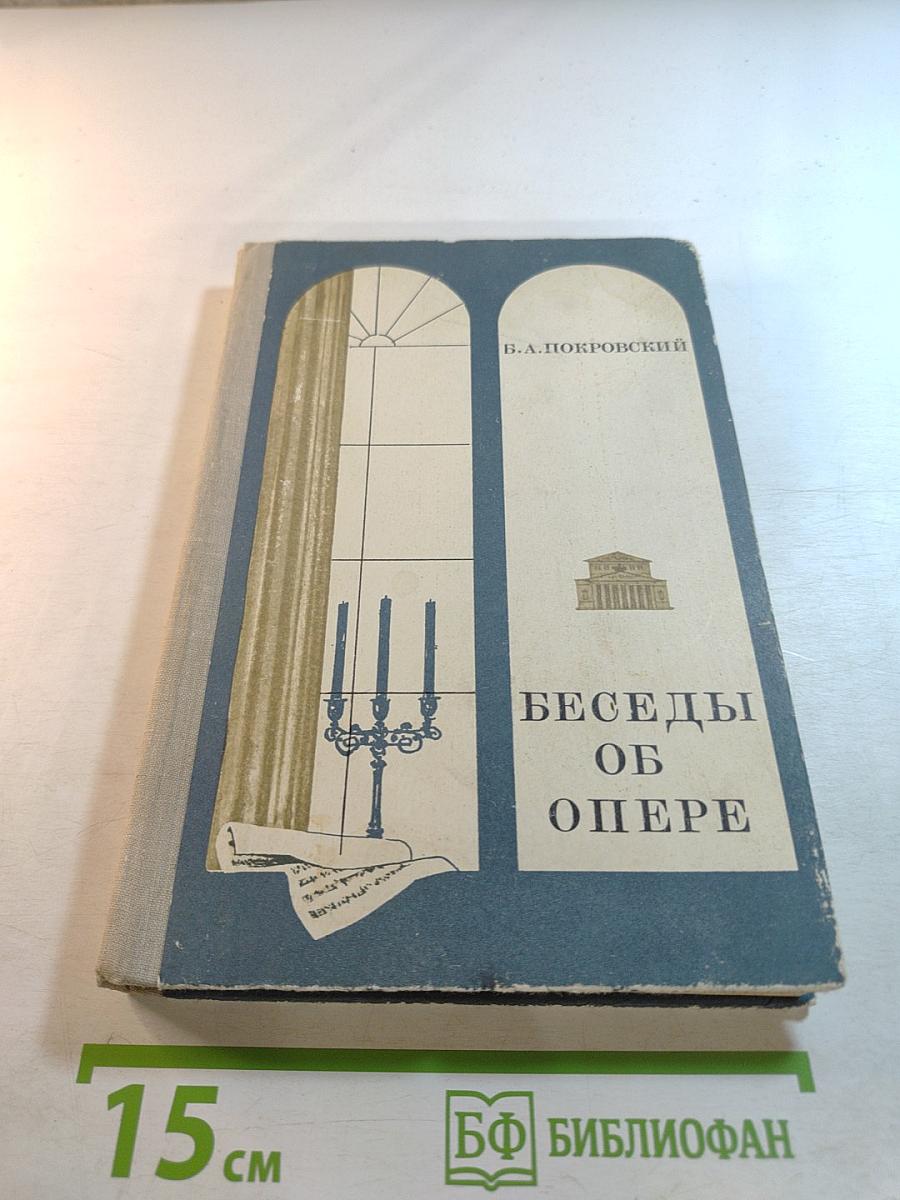 Б.А.ПОКРОВСКИЙ
БЕСЕДЫ
ОБ
ОПЕРЕ
15 см
БФ БИБЛИОФАН